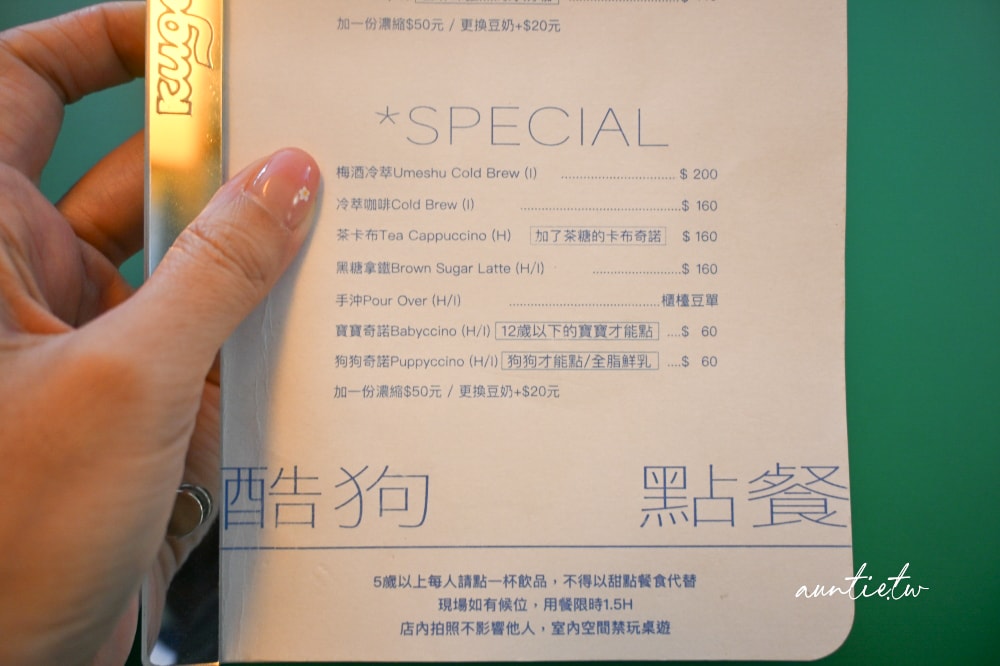 加一份濃縮$50元 / 更換豆奶+$20元
*SPECIAL
梅酒冷萃Umeshu Cold Brew (I) ........................... $ 200
冷萃咖啡Cold Brew (I) ......................................$ 160
茶卡布Tea Cappuccino (H) 加了茶糖的卡布奇諾 $ 160
黑糖拿鐵Brown Sugar Latte (H/I) .....................$ 160
手沖Pour Over (H/I) ....................................櫃檯豆單
寶寶奇諾Babyccino (H/I) 12歲以下的寶寶才能點 ....$ 60
狗狗奇諾Puppyccino (H/I) 狗狗才能點/全脂鮮乳 ....$ 60
加一份濃縮$50元 / 更換豆奶+$20元
酷狗 點餐
5歲以上每人請點一杯飲品，不得以甜點餐食代替
現場如有候位，用餐限時1.5H
店內拍照不影響他人，室內空間禁玩桌遊
auntie.tw